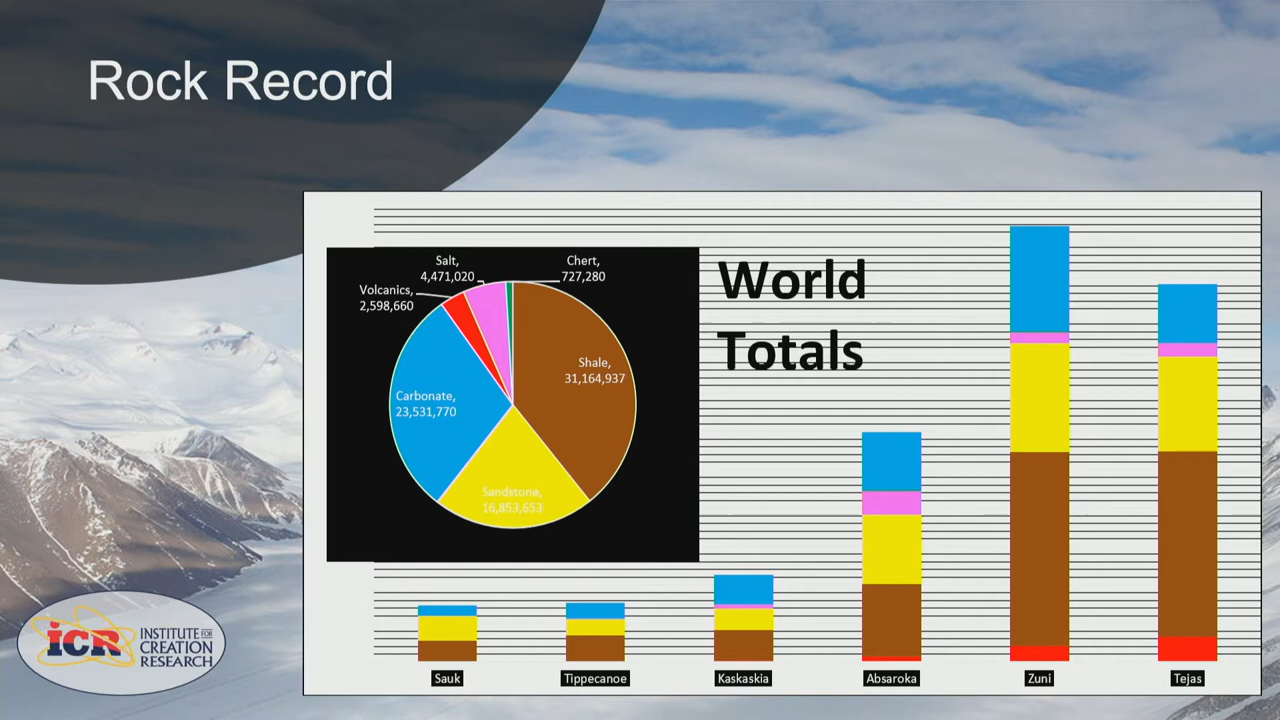 Rock Record
World
Totals
Salt,
4,471,020
Chert,
727,280
Volcanics,
2,598,660
Shale,
31,164,937
Carbonate,
23,531,770
Sandstone,
16,853,653
Sauk
Tippecanoe
Kaskaskia
Absaroka
Zuni
Tejas
ICR
INSTITUTE FOR
CREATION
RESEARCH